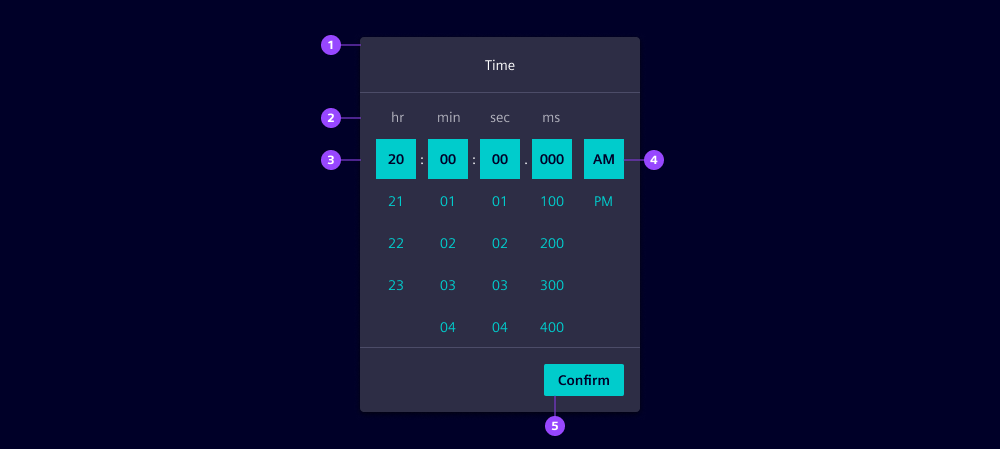 1
Time
2 hr min sec ms
3 20 : 00 : 00 . 000 AM 4
21 01 01 100 PM
22 02 02 200
23 03 03 300
04 04 400
Confirm
5